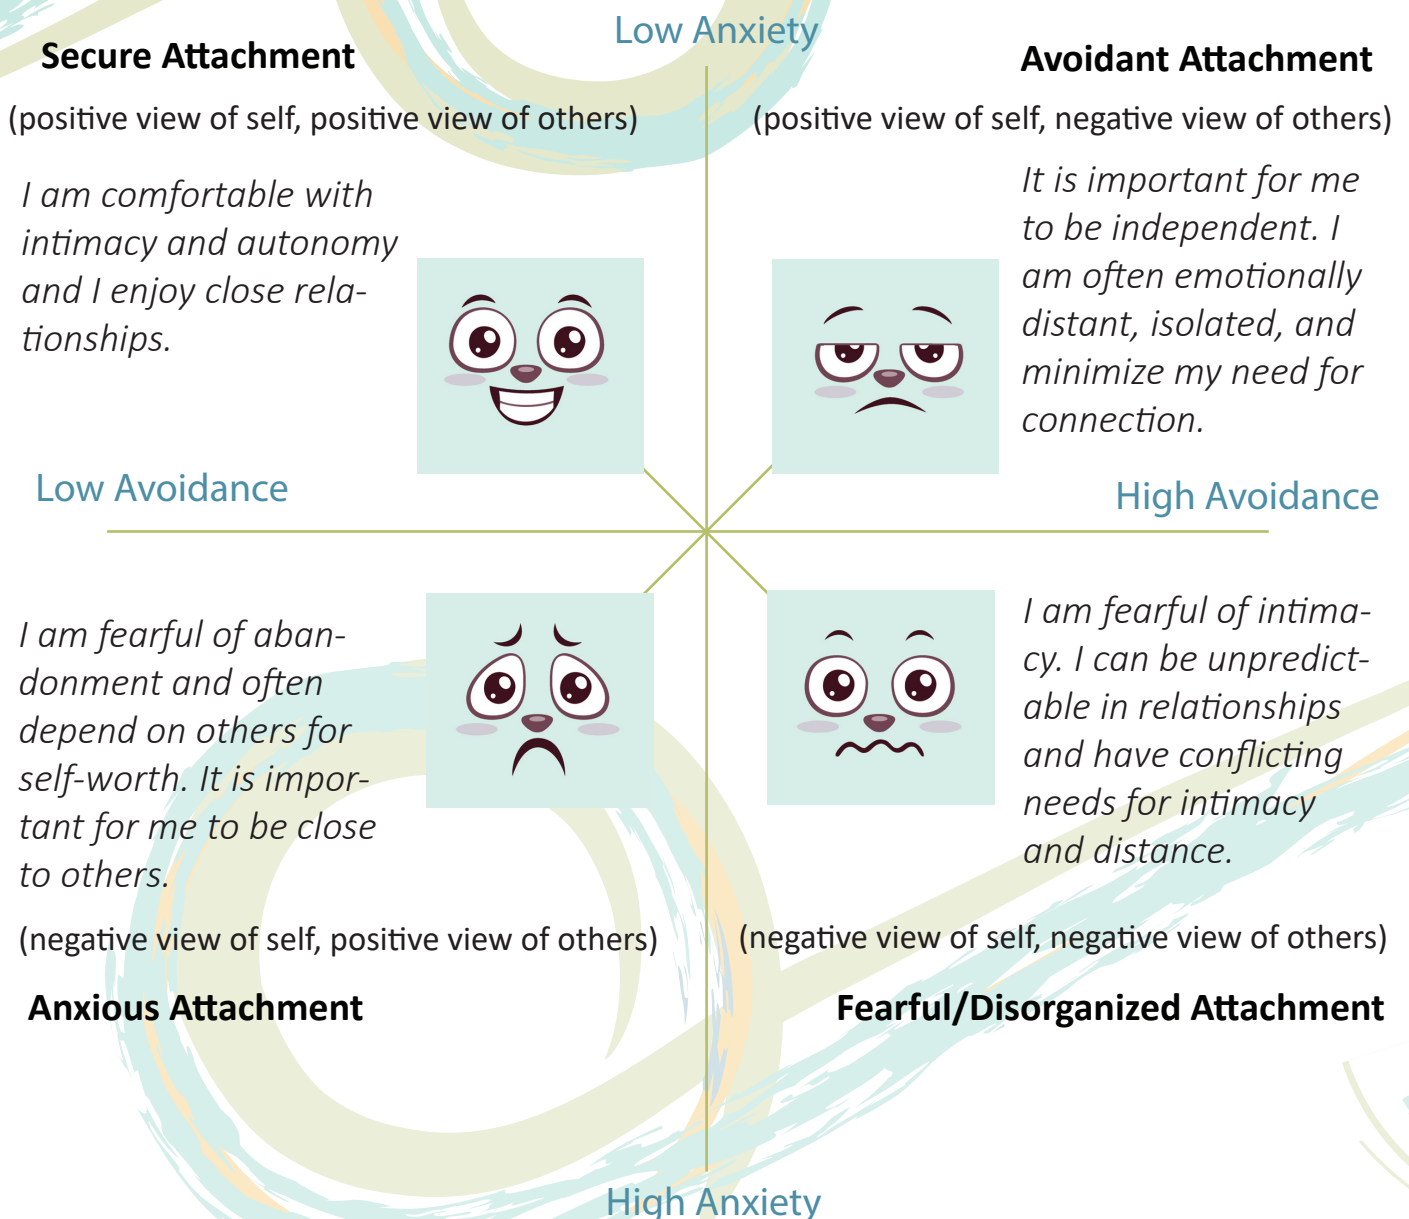 Low Anxiety
Secure Attachment
(positive view of self, positive view of others)
I am comfortable with
intimacy and autonomy
and I enjoy close rela-
tionships.
Avoidant Attachment
(positive view of self, negative view of others)
It is important for me
to be independent. I
am often emotionally
distant, isolated, and
minimize my need for
connection.
Low Avoidance
High Avoidance
I am fearful of aban-
donment and often
depend on others for
self-worth. It is impor-
tant for me to be close
to others.
(negative view of self, positive view of others)
Anxious Attachment
I am fearful of intima-
cy. I can be unpredict-
able in relationships
and have conflicting
needs for intimacy
and distance.
(negative view of self, negative view of others)
Fearful/Disorganized Attachment
High Anxiety